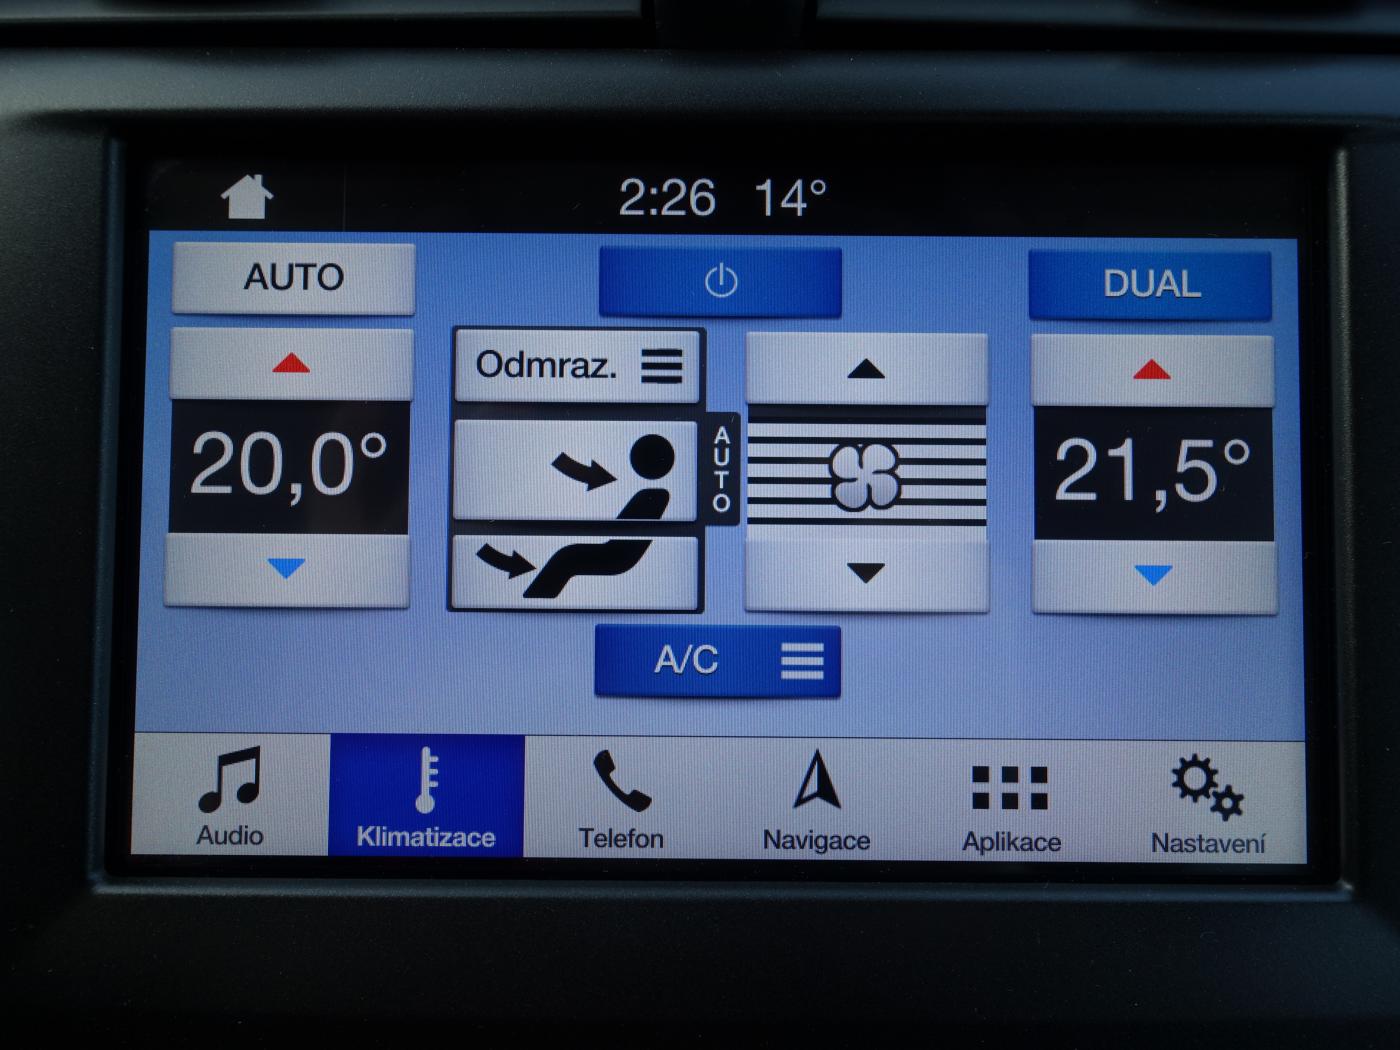 2:26 14°
AUTO
DUAL
Odmraz.
20,0°
AUTO
21,5°
A/C
Audio
Klimatizace
Telefon
Navigace
Aplikace
Nastavení